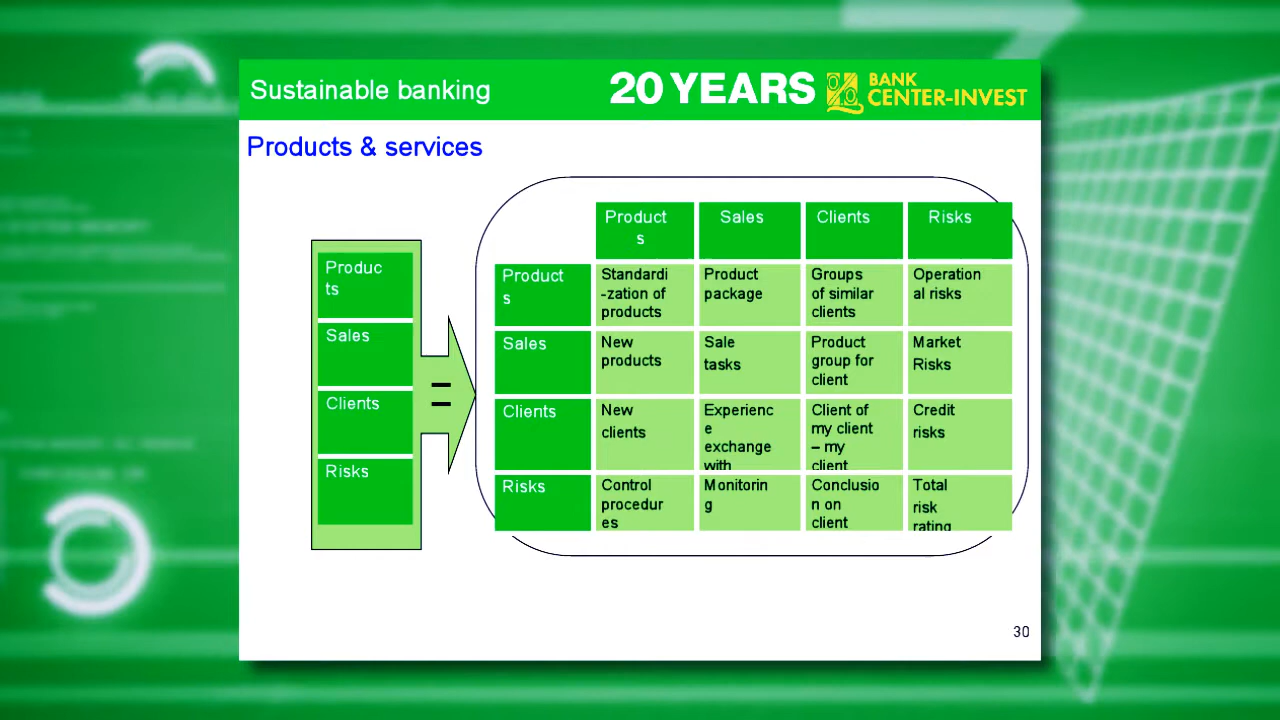 Sustainable banking
20 YEARS
BANK
CENTER-INVEST
Products & services
Produc
ts
Sales
Clients
Risks
=
Product
s
Sales
Clients
Risks
Product
s
Standardi
-zation of
products
Product
package
Groups
of similar
clients
Operation
al risks
Sales
New
products
Sale
tasks
Product
group for
client
Market
Risks
Clients
New
clients
Experienc
e
exchange
with
Client of
my client
– my
client
Credit
risks
Risks
Control
procedur
es
Monitorin
g
Conclusio
n on
client
Total
risk
rating
30